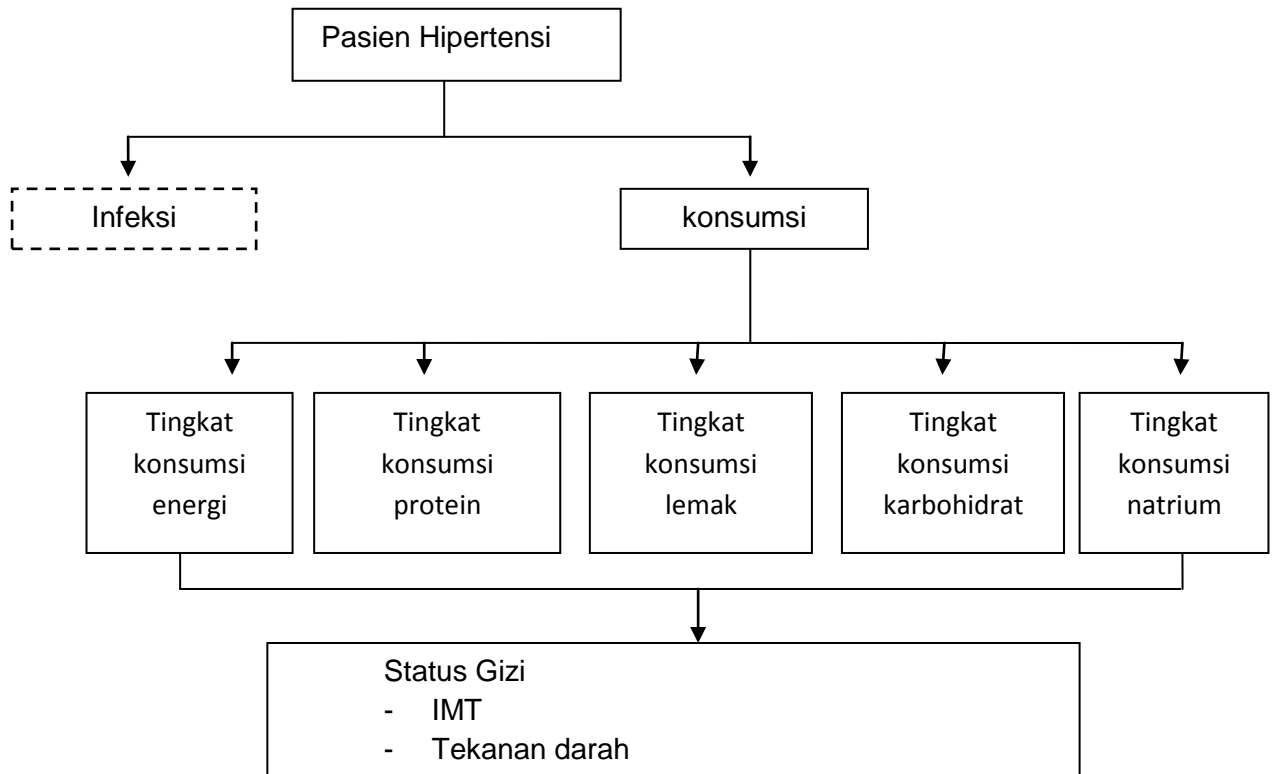 Pasien Hipertensi
Infeksi
konsumsi
Tingkat
konsumsi
energi
Tingkat
konsumsi
protein
Tingkat
konsumsi
lemak
Tingkat
konsumsi
karbohidrat
Tingkat
konsumsi
natrium
Status Gizi
- IMT
- Tekanan darah